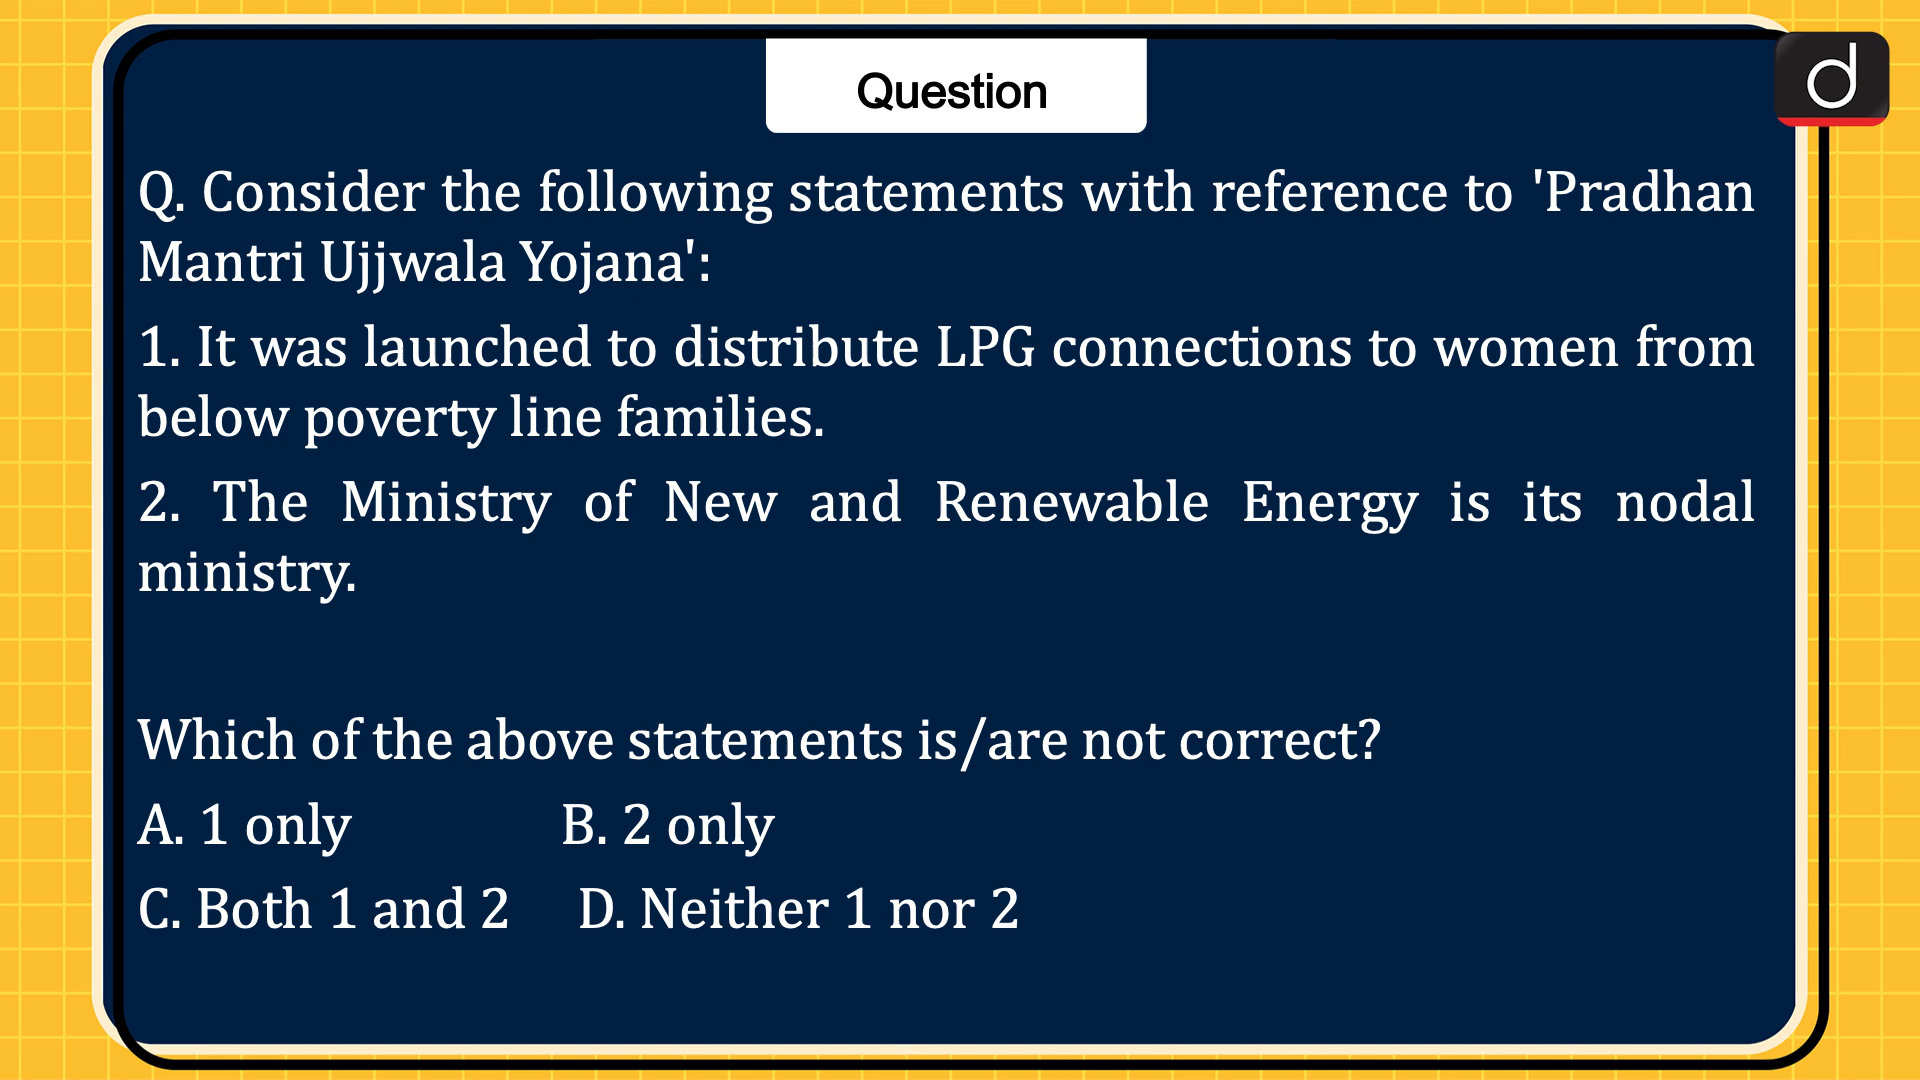 Question
d
Q. Consider the following statements with reference to 'Pradhan
Mantri Ujjwala Yojana':
1. It was launched to distribute LPG connections to women from
below poverty line families.
2. The Ministry of New and Renewable Energy is its nodal
ministry.
Which of the above statements is/are not correct?
A. 1 only B. 2 only
C. Both 1 and 2 D. Neither 1 nor 2